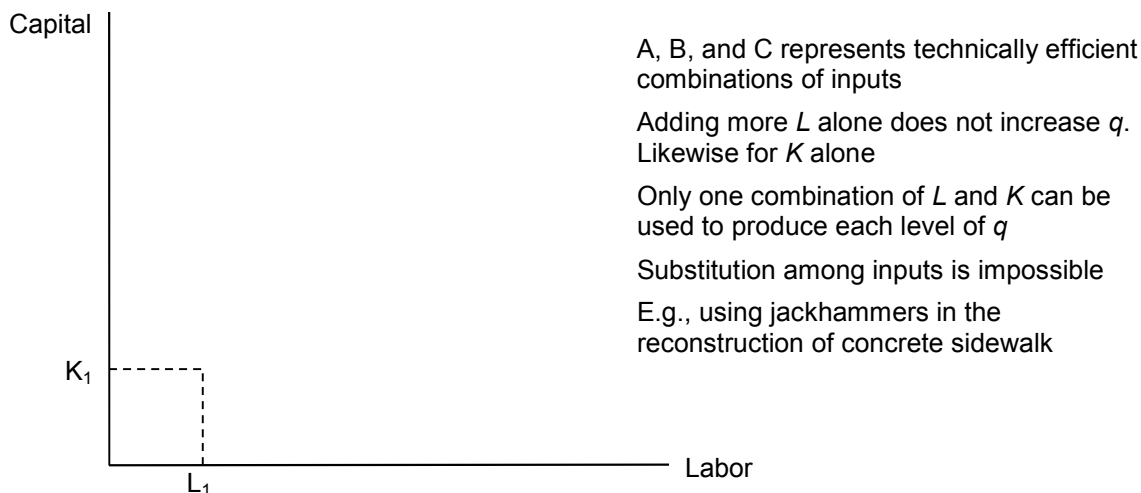 Capital
A, B, and C represents technically efficient
combinations of inputs
Adding more L alone does not increase q.
Likewise for K alone
Only one combination of L and K can be
used to produce each level of q
Substitution among inputs is impossible
E.g., using jackhammers in the
reconstruction of concrete sidewalk
K₁
Labor
L₁